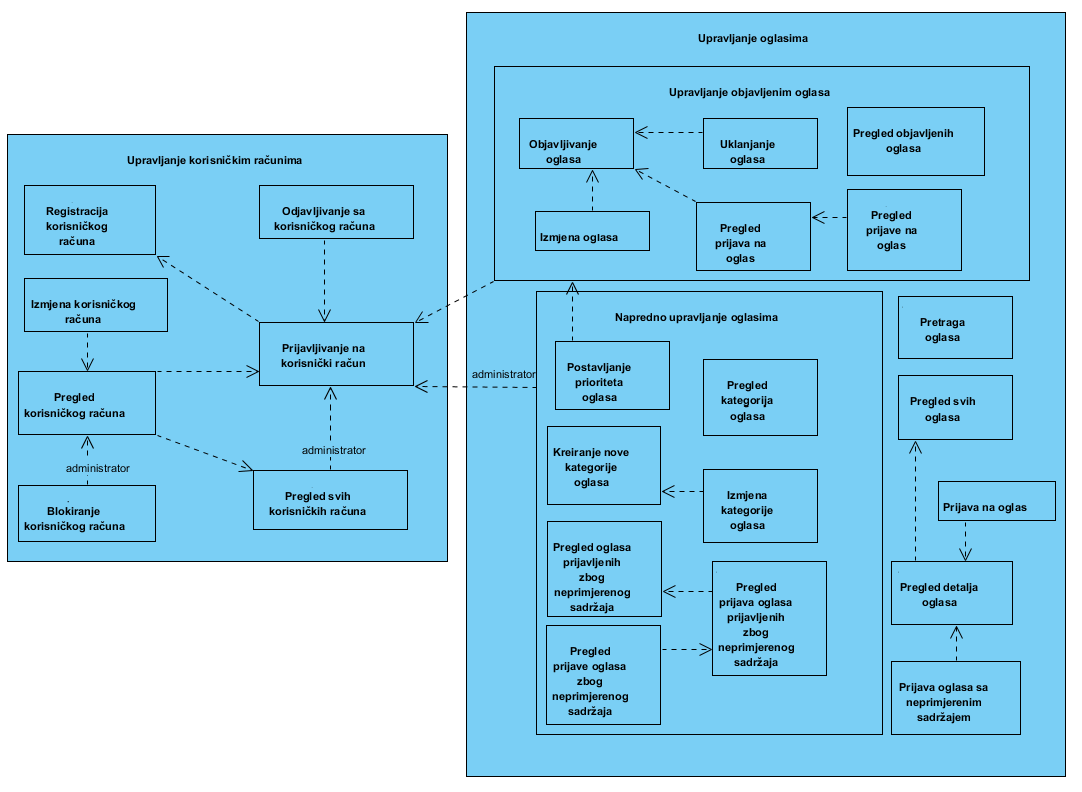 Upravljanje korisničkim računima
Registracija
korisničkog
računa
Odjavljivanje sa
korisničkog računa
Izmjena korisničkog
računa
Prijavljivanje na
korisnički račun
Pregled
korisničkog računa
administrator
administrator
Blokiranje
korisničkog računa
Pregled svih
korisničkih računa
administrator
Upravljanje oglasima
Upravljanje objavljenim oglasa
Objavljivanje
oglasa
Uklanjanje
oglasa
Pregled objavljenih
oglasa
Izmjena oglasa
Pregled
prijava na
oglas
Pregled
prijave na
oglas
Napredno upravljanje oglasima
Postavljanje
prioriteta
oglasa
Pregled
kategorija
oglasa
Kreiranje nove
kategorije
oglasa
Izmjena
kategorije
oglasa
Pregled oglasa
prijavljenih
zbog
neprimjerenog
sadržaja
Pregled
prijava oglasa
prijavljenih
zbog
neprimjerenog
sadržaja
Pregled
prijave oglasa
zbog
neprimjerenog
sadržaja
Pretraga
oglasa
Pregled svih
oglasa
Prijava na oglas
Pregled detalja
oglasa
Prijava oglasa sa
neprimjerenim
sadržajem